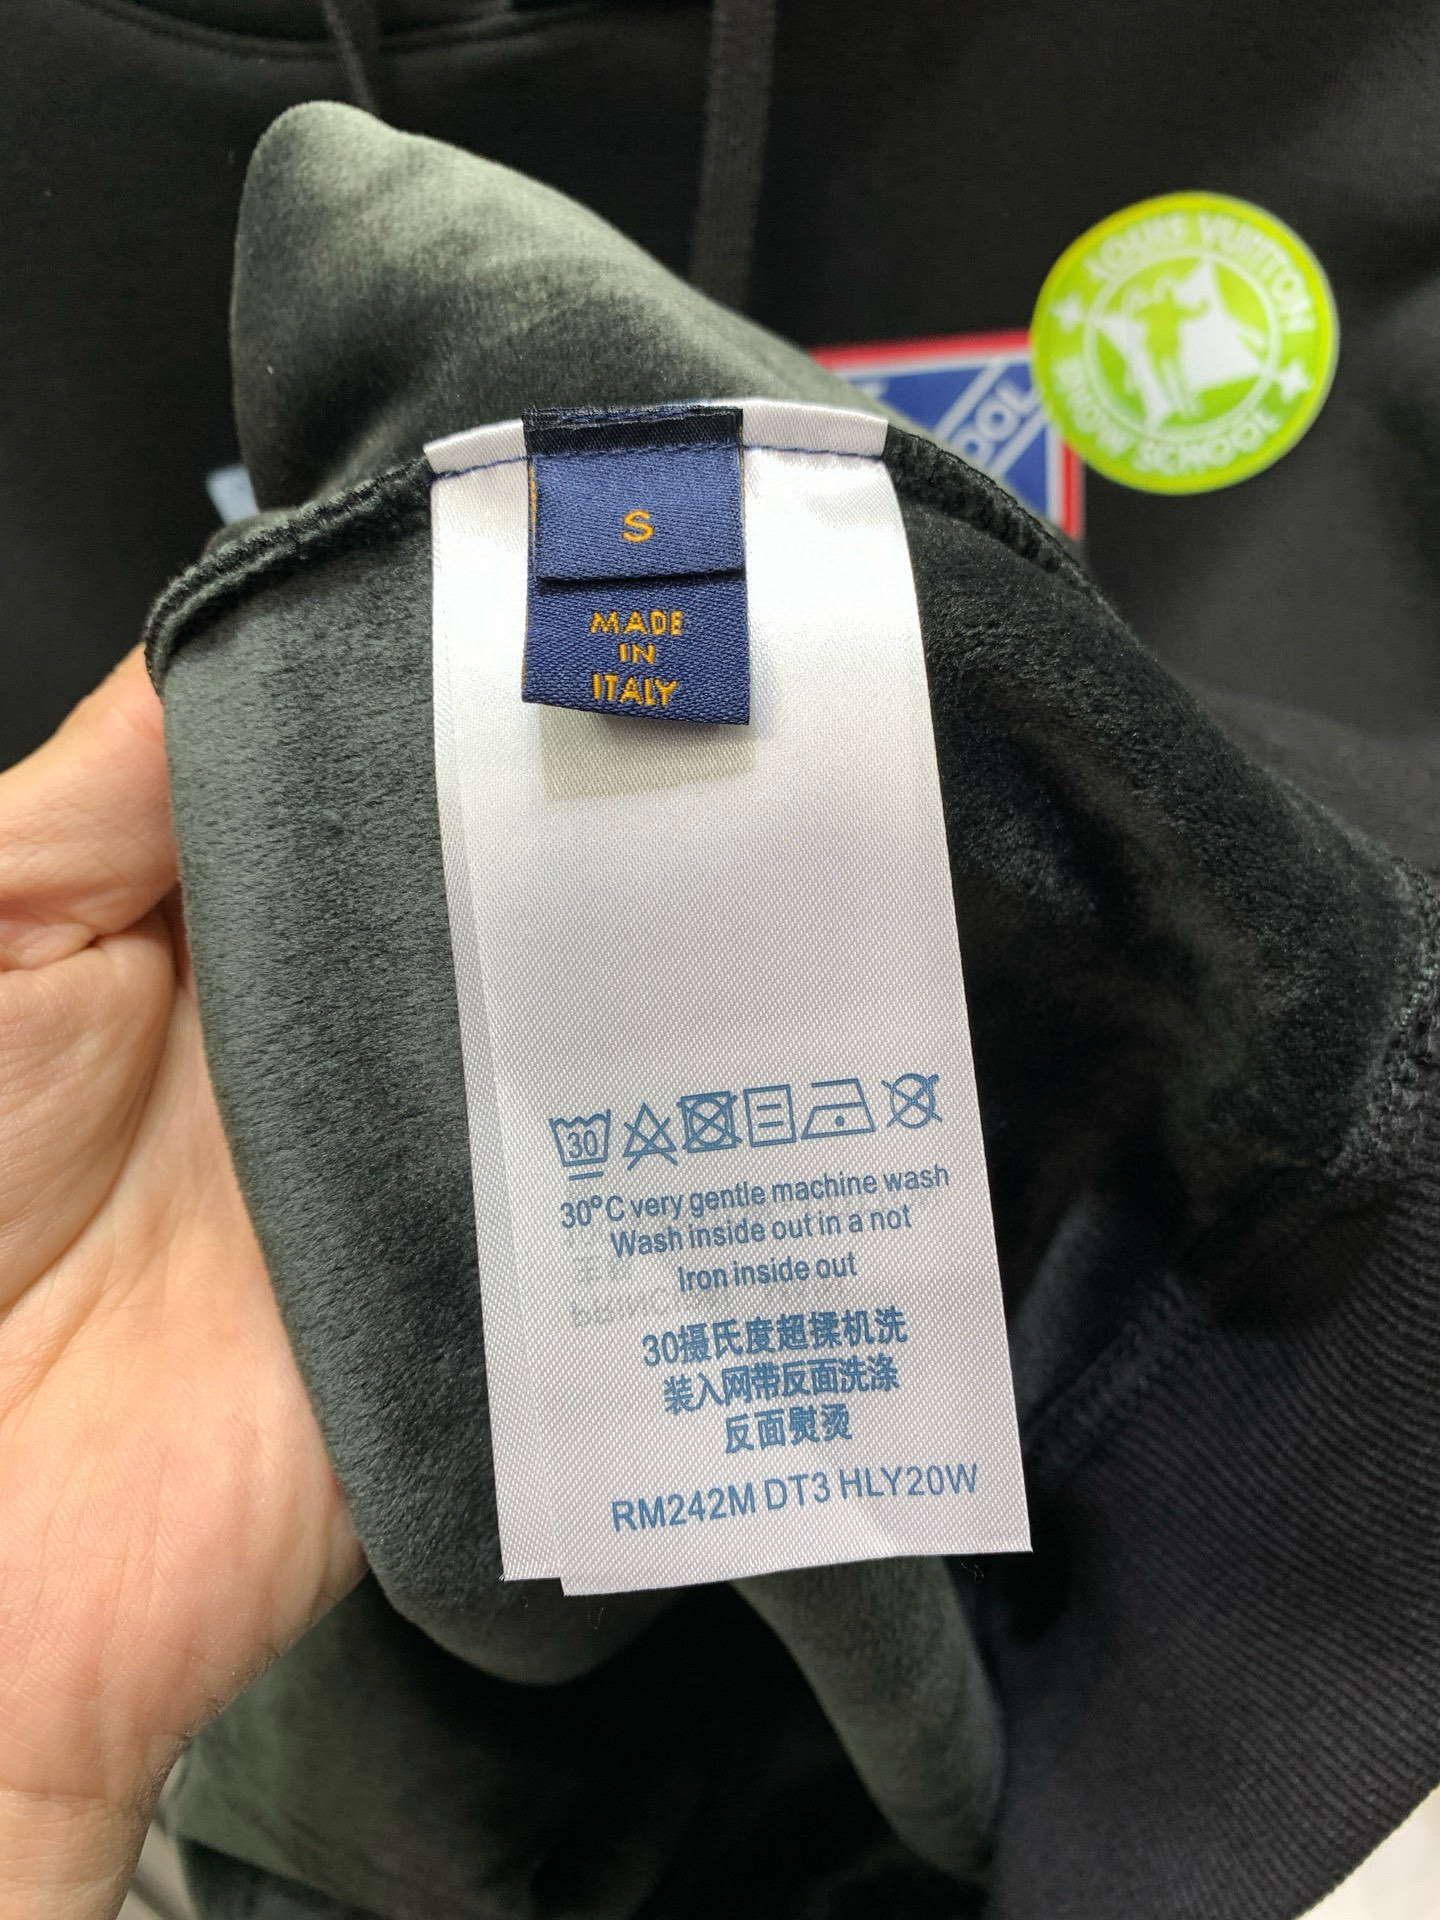 LOUIS VUITTON
SNOW SCHOOL
OOL
S
MADE
IN
ITALY
30
30°C very gentle machine wash
Wash inside out in a not
Iron inside out
30摄氏度超揉机洗
装入网带反面洗涤
反面熨烫
RM242M DT3 HLY20W